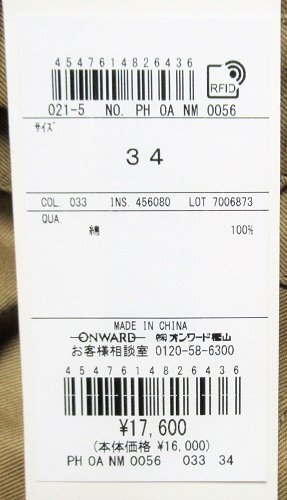 4547614826436
RFID
021-5 NO. PH OA NM 0056
サイズ
34
COL. 033 INS. 456080 LOT 7006873
QUA.
綿 100%
MADE IN CHINA
ONWARD ㈱オンワード樫山
お客様相談室 0120-58-6300
4547614826436
¥17,600
(本体価格 ¥16,000)
PH OA NM 0056 033 34